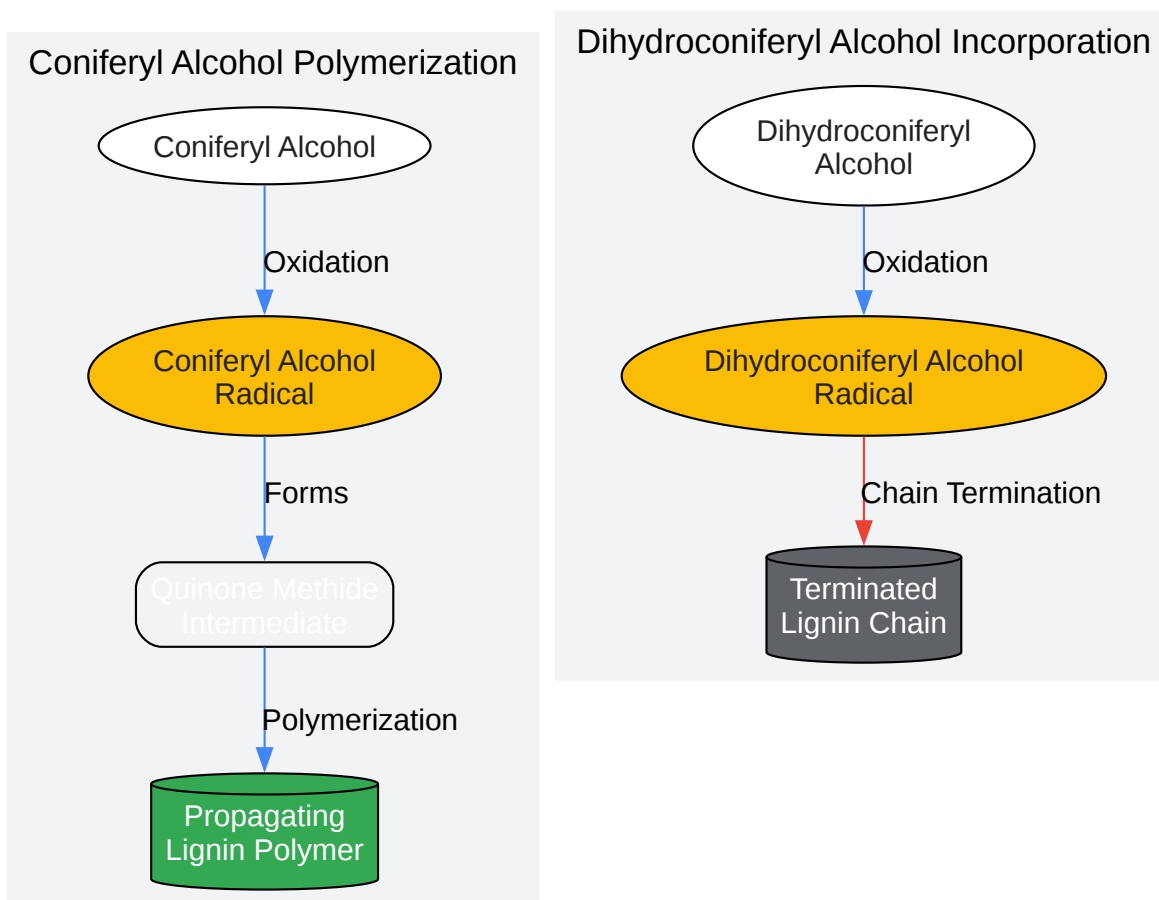 Coniferyl Alcohol Polymerization
Coniferyl Alcohol
Oxidation
Coniferyl Alcohol
Radical
Forms
Quinone Methide
Intermediate
Polymerization
Propagating
Lignin Polymer
Dihydroconiferyl Alcohol Incorporation
Dihydroconiferyl
Alcohol
Oxidation
Dihydroconiferyl Alcohol
Radical
Chain Termination
Terminated
Lignin Chain